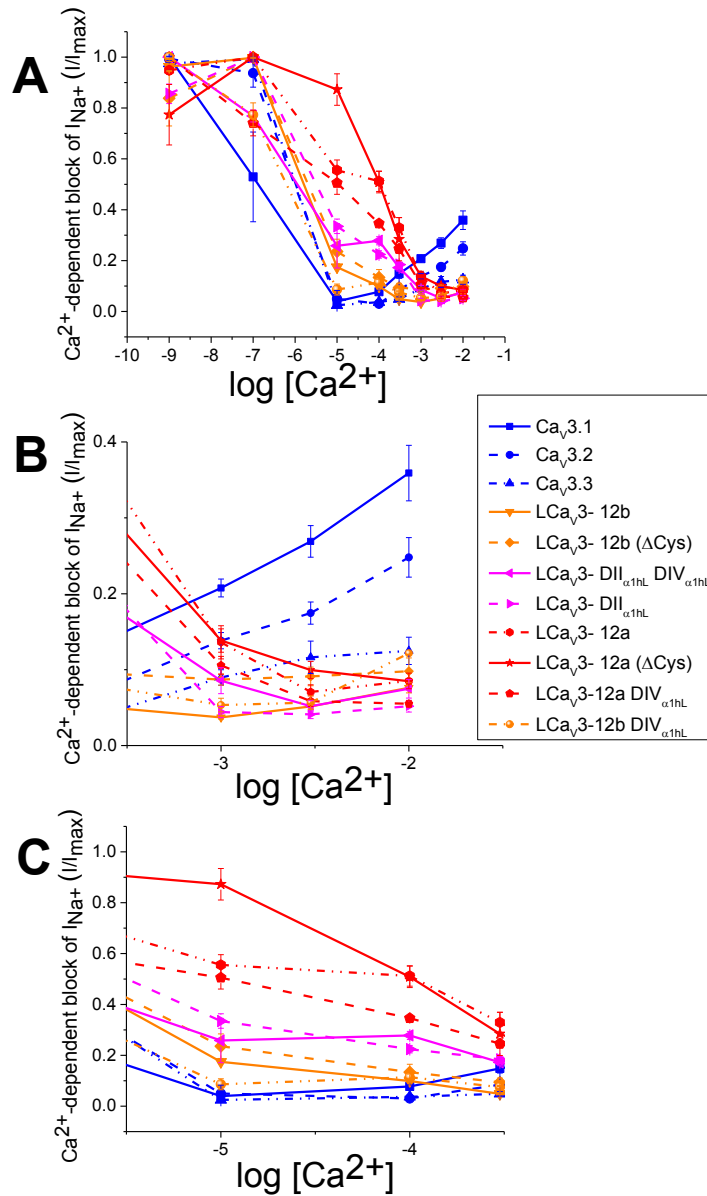 A
Ca2+-dependent block of INa+ (I/Imax)
1.0
0.8
0.6
0.4
0.2
0.0
-10 -9 -8 -7 -6 -5 -4 -3 -2 -1
log [Ca2+]
B
Ca2+-dependent block of INa+ (I/Imax)
0.4
0.2
0.0
-3 -2
log [Ca2+]
CaV3.1
CaV3.2
CaV3.3
LCaV3- 12b
LCaV3- 12b (ΔCys)
LCaV3- DIIα1hL DIVα1hL
LCaV3- DIIα1hL
LCaV3- 12a
LCaV3- 12a (ΔCys)
LCaV3-12a DIVα1hL
LCaV3-12b DIVα1hL
C
Ca2+-dependent block of INa+ (I/Imax)
1.0
0.8
0.6
0.4
0.2
0.0
-5 -4
log [Ca2+]